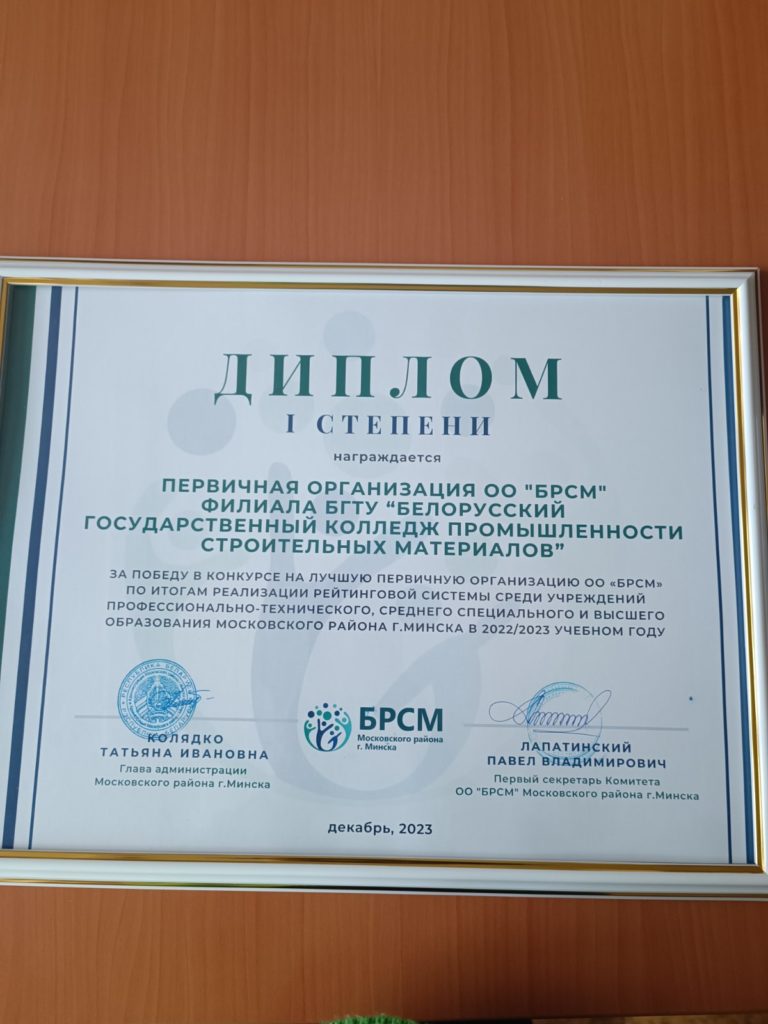 ДИПЛОМ
I СТЕПЕНИ
награждается
ПЕРВИЧНАЯ ОРГАНИЗАЦИЯ ОО "БРСМ"
ФИЛИАЛА БГТУ “БЕЛОРУССКИЙ
ГОСУДАРСТВЕННЫЙ КОЛЛЕДЖ ПРОМЫШЛЕННОСТИ
СТРОИТЕЛЬНЫХ МАТЕРИАЛОВ”
ЗА ПОБЕДУ В КОНКУРСЕ НА ЛУЧШУЮ ПЕРВИЧНУЮ ОРГАНИЗАЦИЮ ОО «БРСМ»
ПО ИТОГАМ РЕАЛИЗАЦИИ РЕЙТИНГОВОЙ СИСТЕМЫ СРЕДИ УЧРЕЖДЕНИЙ
ПРОФЕССИОНАЛЬНО-ТЕХНИЧЕСКОГО, СРЕДНЕГО СПЕЦИАЛЬНОГО И ВЫСШЕГО
ОБРАЗОВАНИЯ МОСКОВСКОГО РАЙОНА Г.МИНСКА В 2022/2023 УЧЕБНОМ ГОДУ
КОЛЯДКО
ТАТЬЯНА ИВАНОВНА
Глава администрации
Московского района г.Минска
БРСМ
Московского района
г. Минска
ЛАПАТИНСКИЙ
ПАВЕЛ ВЛАДИМИРОВИЧ
Первый секретарь Комитета
ОО "БРСМ" Московского района г.Минска
декабрь, 2023